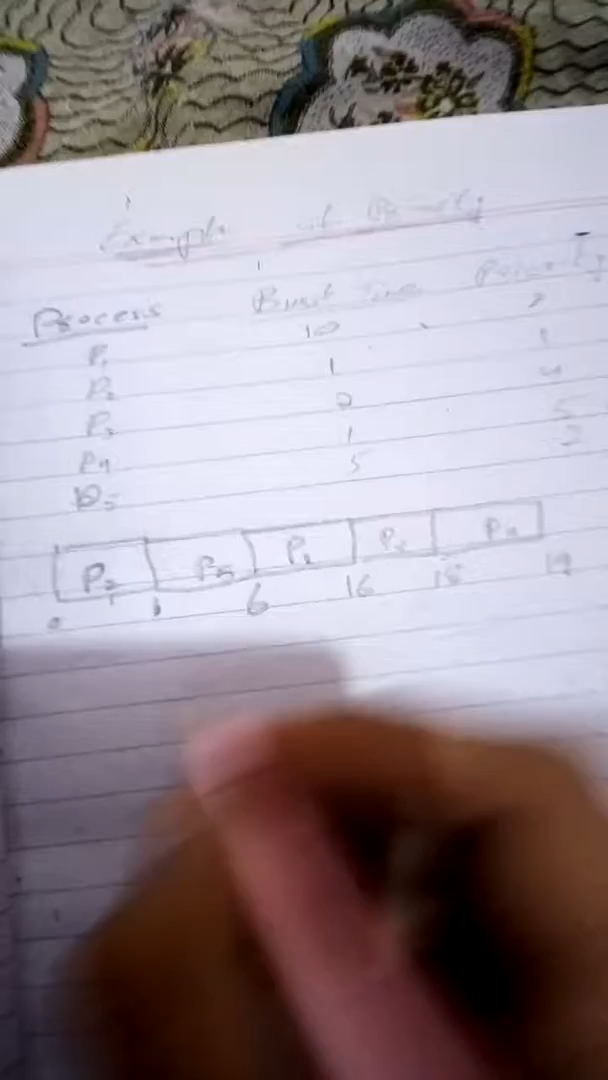 Example of Priority
Process Burst Time Priority
P1 10 3
P2 1 1
P3 2 4
P4 1 5
P5 5 2
P2 P5 P1 P3 P4
0 1 6 16 18 19